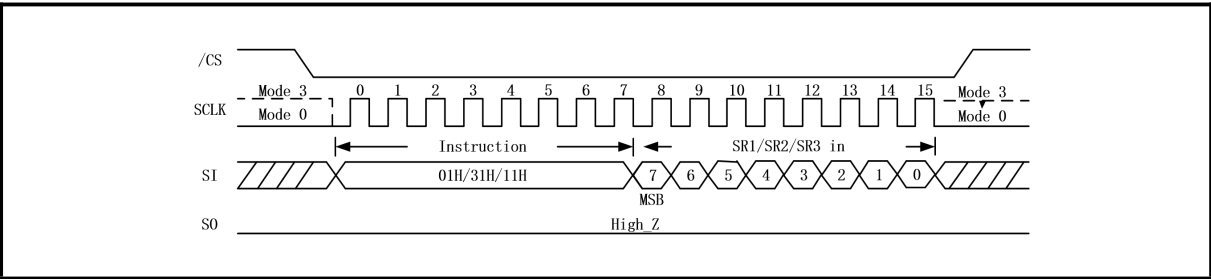 /CS
Mode 3 0 1 2 3 4 5 6 7 8 9 10 11 12 13 14 15 Mode 3
SCLK
Mode 0 Mode 0
Instruction SR1/SR2/SR3 in
SI 01H/31H/11H 7 6 5 4 3 2 1 0
MSB
SO High_Z